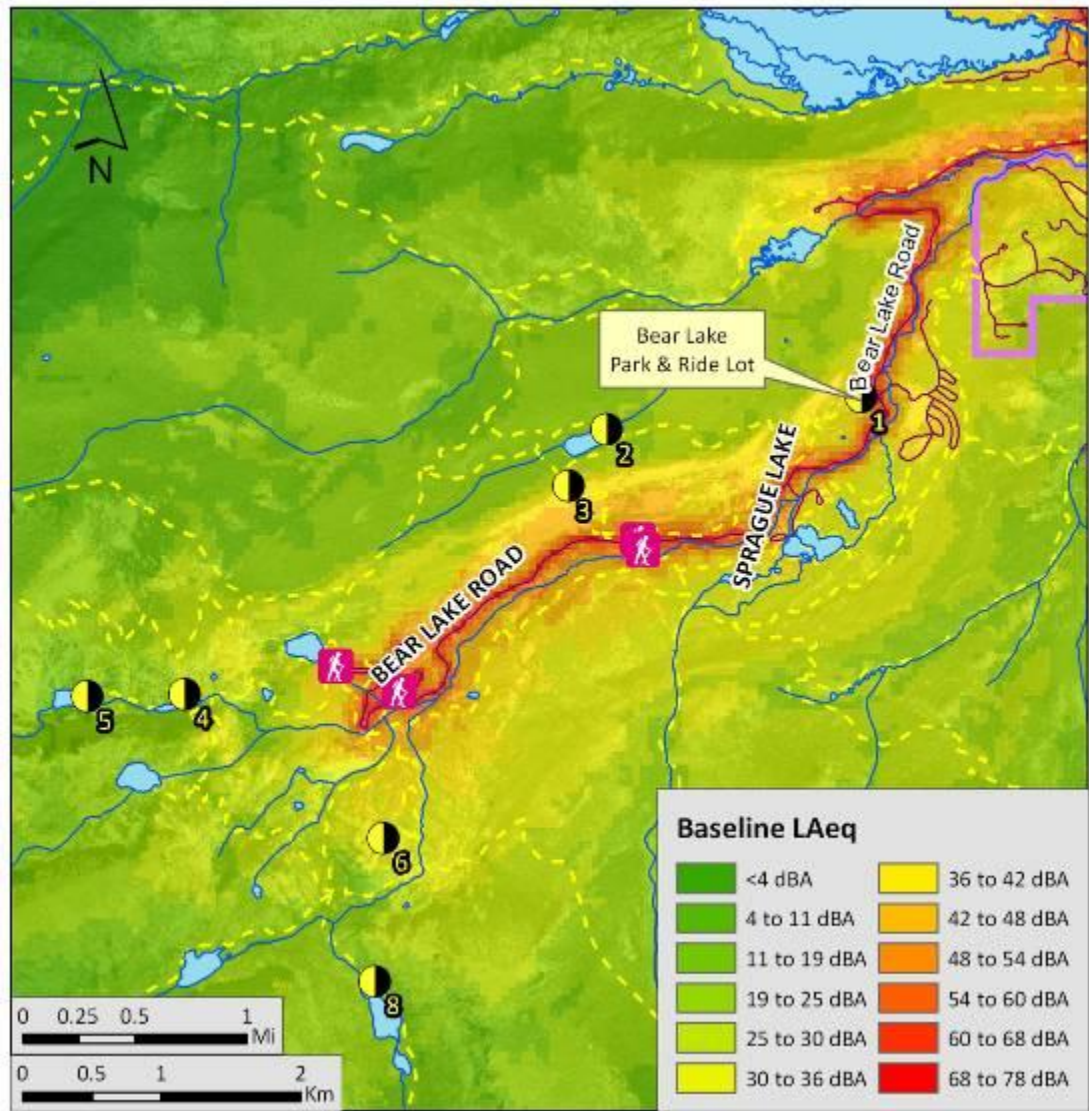 N
Bear Lake
Park & Ride Lot
Bear Lake Road
1
2
3
SPRAGUE LAKE
BEAR LAKE ROAD
5
4
6
8
Baseline LAeq
<4 dBA
4 to 11 dBA
11 to 19 dBA
19 to 25 dBA
25 to 30 dBA
30 to 36 dBA
36 to 42 dBA
42 to 48 dBA
48 to 54 dBA
54 to 60 dBA
60 to 68 dBA
68 to 78 dBA
0 0.25 0.5 1
Mi
0 0.5 1 2
Km